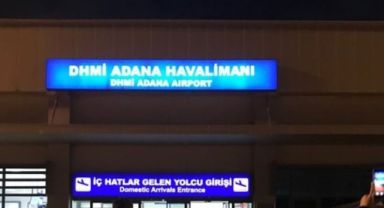 DHMİ ADANA HAVALİMANI
DHMİ ADANA AIRPORT
İÇ HATLAR GELEN YOLCU GİRİŞİ
Domestic Arrivals Entrance